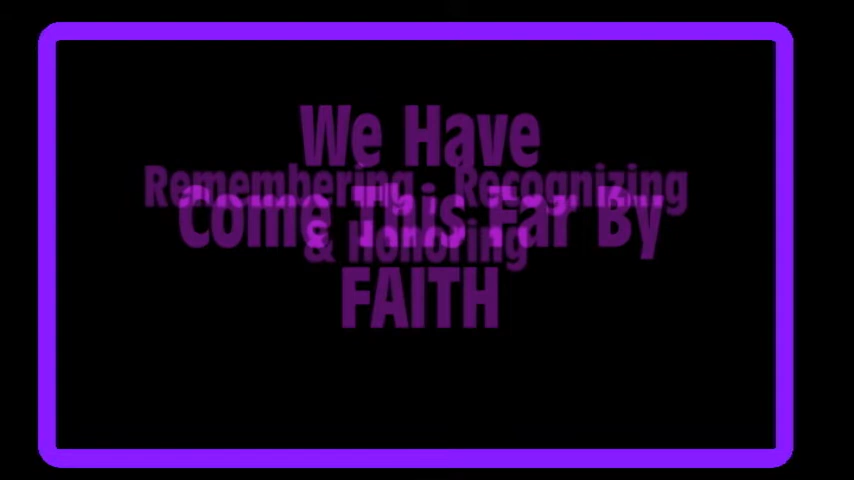 We Have
Remembering Recognizing
Come This Far By
& Honoring
FAITH